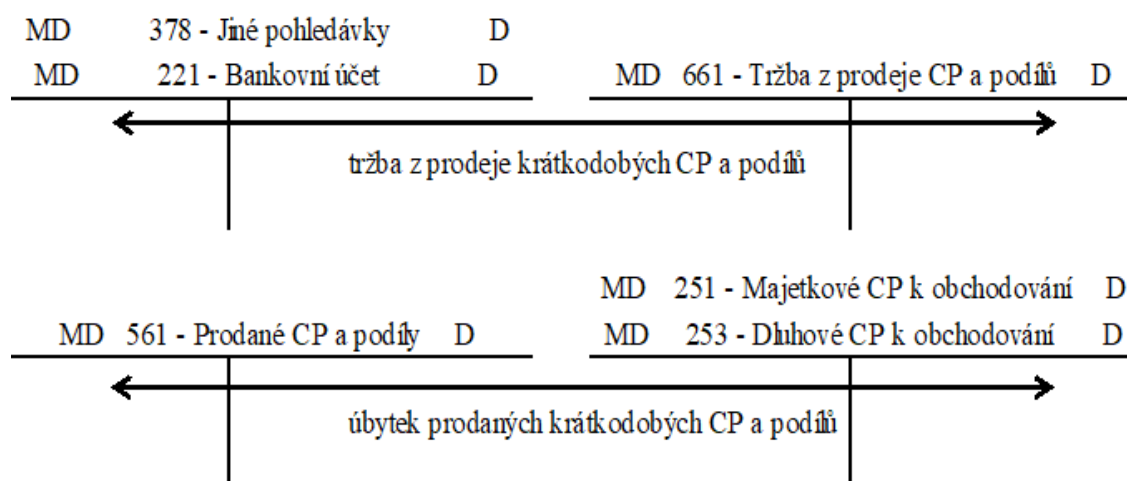 MD 378 - Jiné pohledávky D
MD 221 - Bankovní účet D
MD 661 - Tržba z prodeje CP a podílů D
tržba z prodeje krátkodobých CP a podílů
MD 251 - Majetkové CP k obchodování D
MD 561 - Prodané CP a podíly D
MD 253 - Dluhové CP k obchodování D
úbytek prodaných krátkodobých CP a podílů